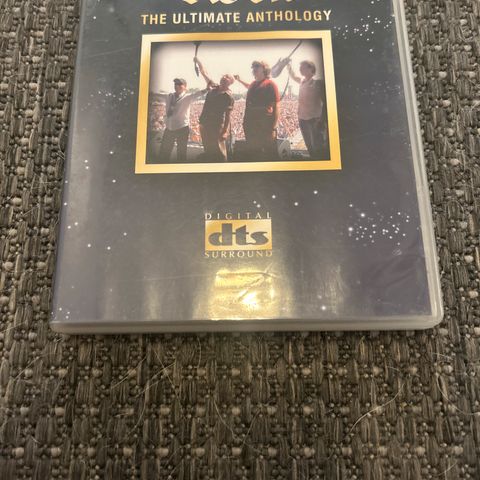 THE ULTIMATE ANTHOLOGY
DIGITAL
dts
SURROUND